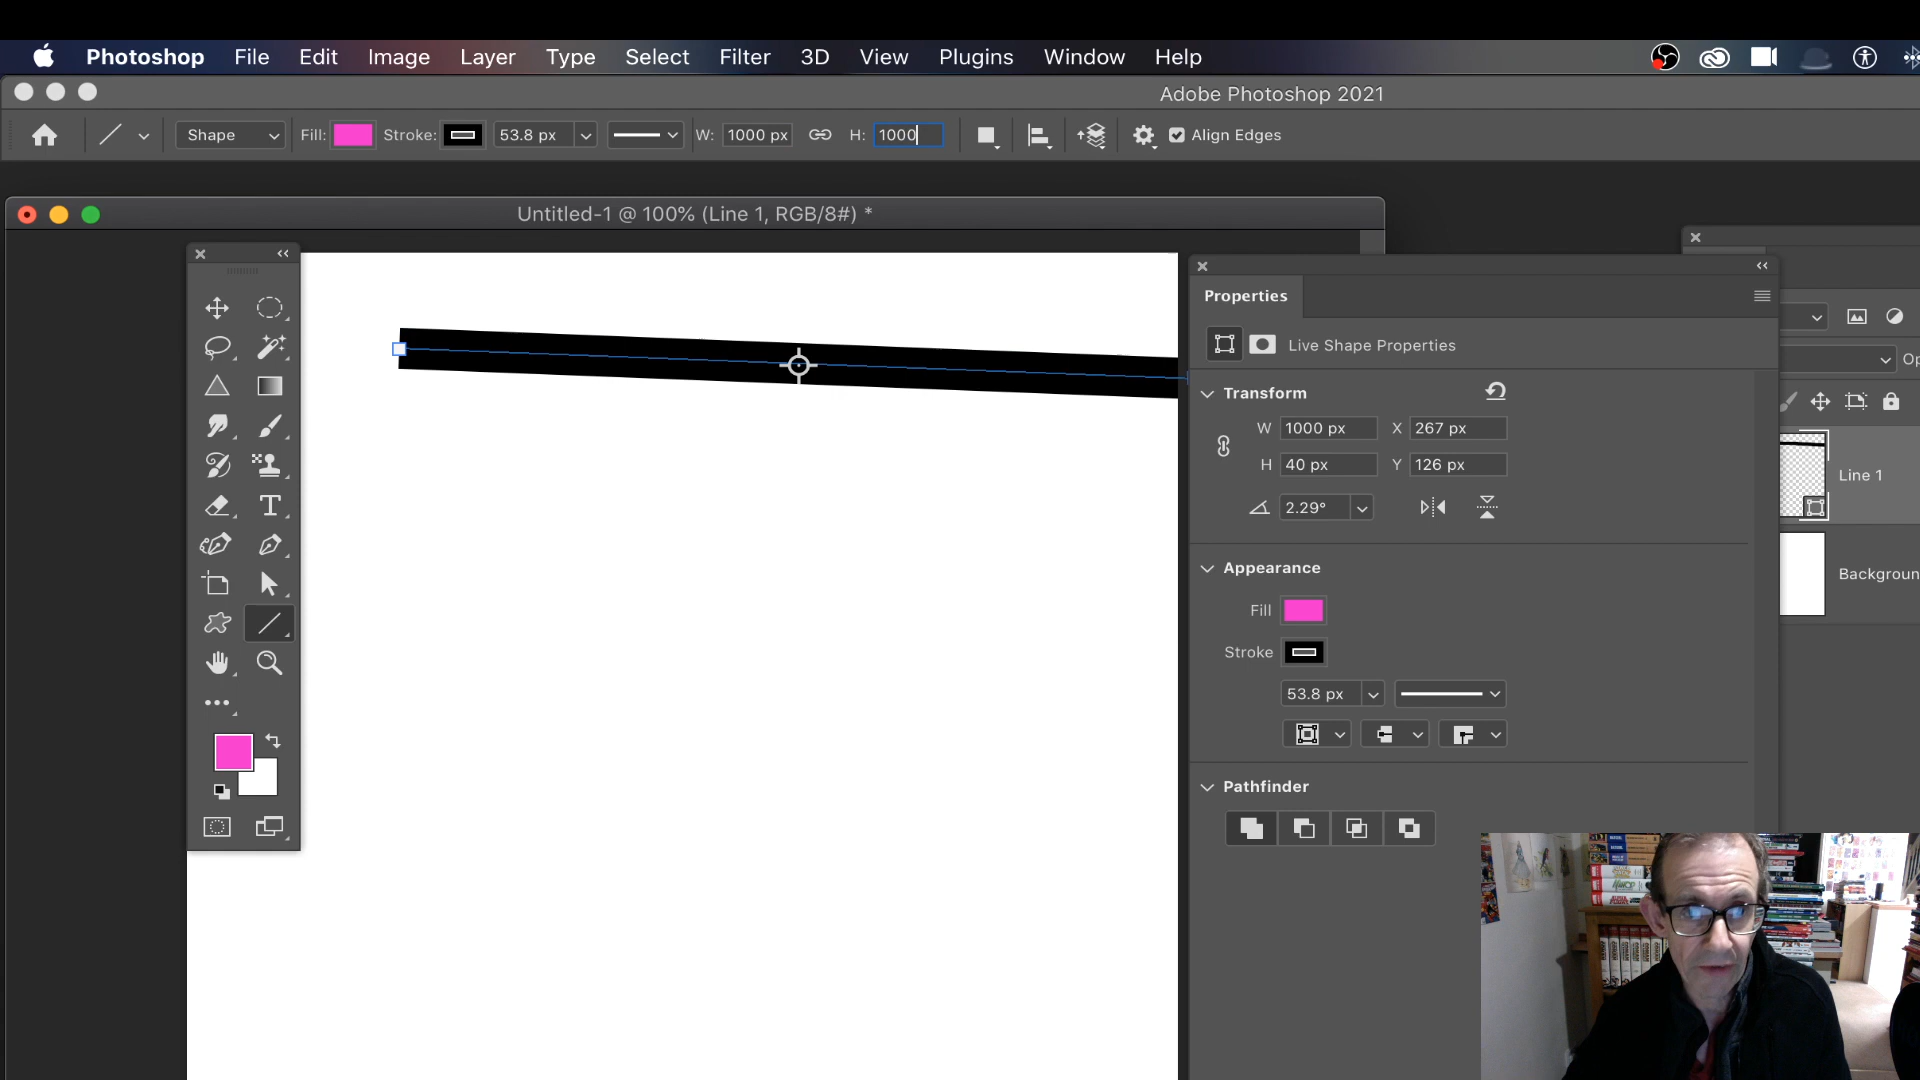 Photoshop File Edit Image Layer Type Select Filter 3D View Plugins Window Help
Adobe Photoshop 2021
Shape Fill: Stroke: 53.8 px W: 1000 px H: 1000 Align Edges
Untitled-1 @ 100% (Line 1, RGB/8#) *
Properties
Live Shape Properties
Transform
W 1000 px X 267 px
H 40 px Y 126 px
2.29°
Appearance
Fill
Stroke
53.8 px
Pathfinder
Op
Line 1
Backgroun